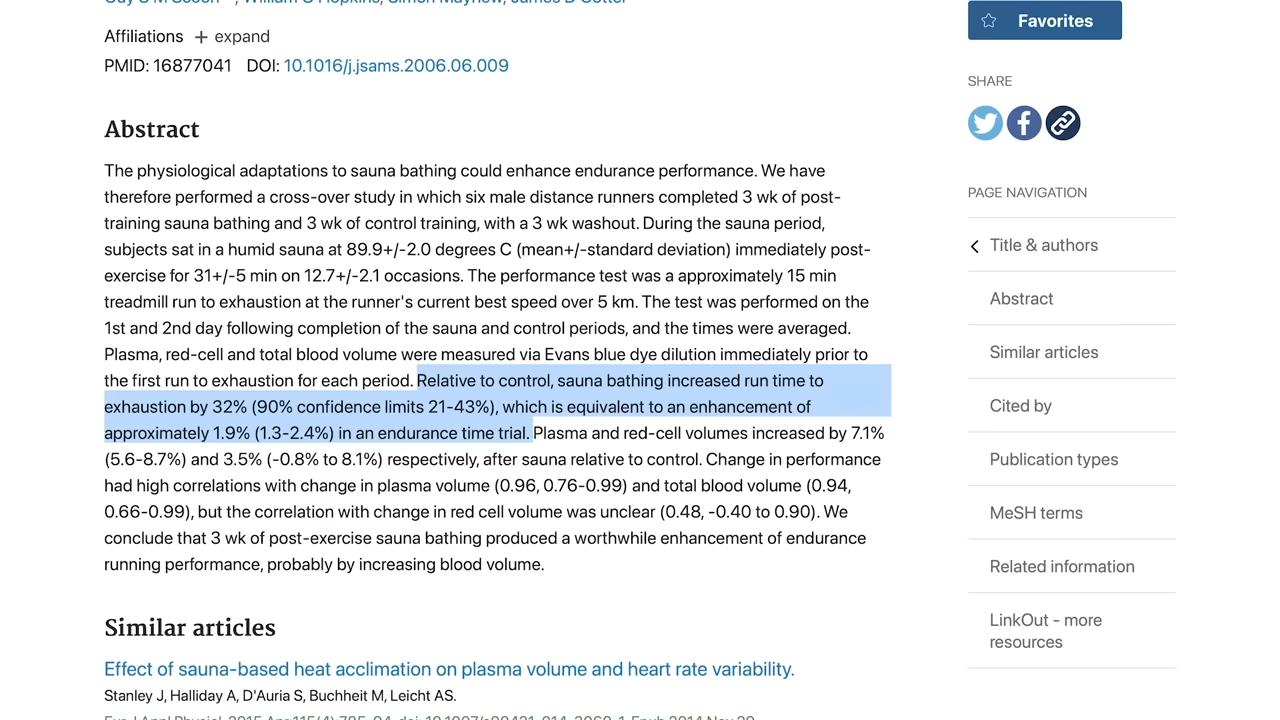 Affiliations + expand
PMID: 16877041 DOI: 10.1016/j.jsams.2006.06.009
Abstract
The physiological adaptations to sauna bathing could enhance endurance performance. We have
therefore performed a cross-over study in which six male distance runners completed 3 wk of post-
training sauna bathing and 3 wk of control training, with a 3 wk washout. During the sauna period,
subjects sat in a humid sauna at 89.9+/-2.0 degrees C (mean+/-standard deviation) immediately post-
exercise for 31+/-5 min on 12.7+/-2.1 occasions. The performance test was a approximately 15 min
treadmill run to exhaustion at the runner's current best speed over 5 km. The test was performed on the
1st and 2nd day following completion of the sauna and control periods, and the times were averaged.
Plasma, red-cell and total blood volume were measured via Evans blue dye dilution immediately prior to
the first run to exhaustion for each period. Relative to control, sauna bathing increased run time to
exhaustion by 32% (90% confidence limits 21-43%), which is equivalent to an enhancement of
approximately 1.9% (1.3-2.4%) in an endurance time trial. Plasma and red-cell volumes increased by 7.1%
(5.6-8.7%) and 3.5% (-0.8% to 8.1%) respectively, after sauna relative to control. Change in performance
had high correlations with change in plasma volume (0.96, 0.76-0.99) and total blood volume (0.94,
0.66-0.99), but the correlation with change in red cell volume was unclear (0.48, -0.40 to 0.90). We
conclude that 3 wk of post-exercise sauna bathing produced a worthwhile enhancement of endurance
running performance, probably by increasing blood volume.
Similar articles
Effect of sauna-based heat acclimation on plasma volume and heart rate variability.
Stanley J, Halliday A, D'Auria S, Buchheit M, Leicht AS.
Favorites
SHARE
PAGE NAVIGATION
Title & authors
Abstract
Similar articles
Cited by
Publication types
MeSH terms
Related information
LinkOut - more
resources